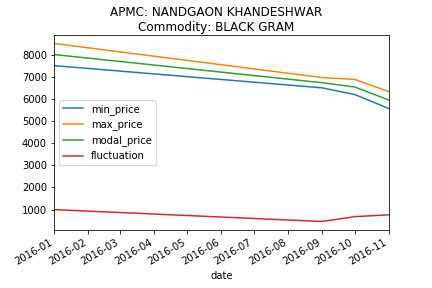 APMC: NANDGAON KHANDESHWAR
Commodity: BLACK GRAM
8000
7000
6000
5000
4000
3000
2000
1000
min_price
max_price
modal_price
fluctuation
2016-01
2016-02
2016-03
2016-04
2016-05
2016-06
2016-07
2016-08
2016-09
2016-10
2016-11
date